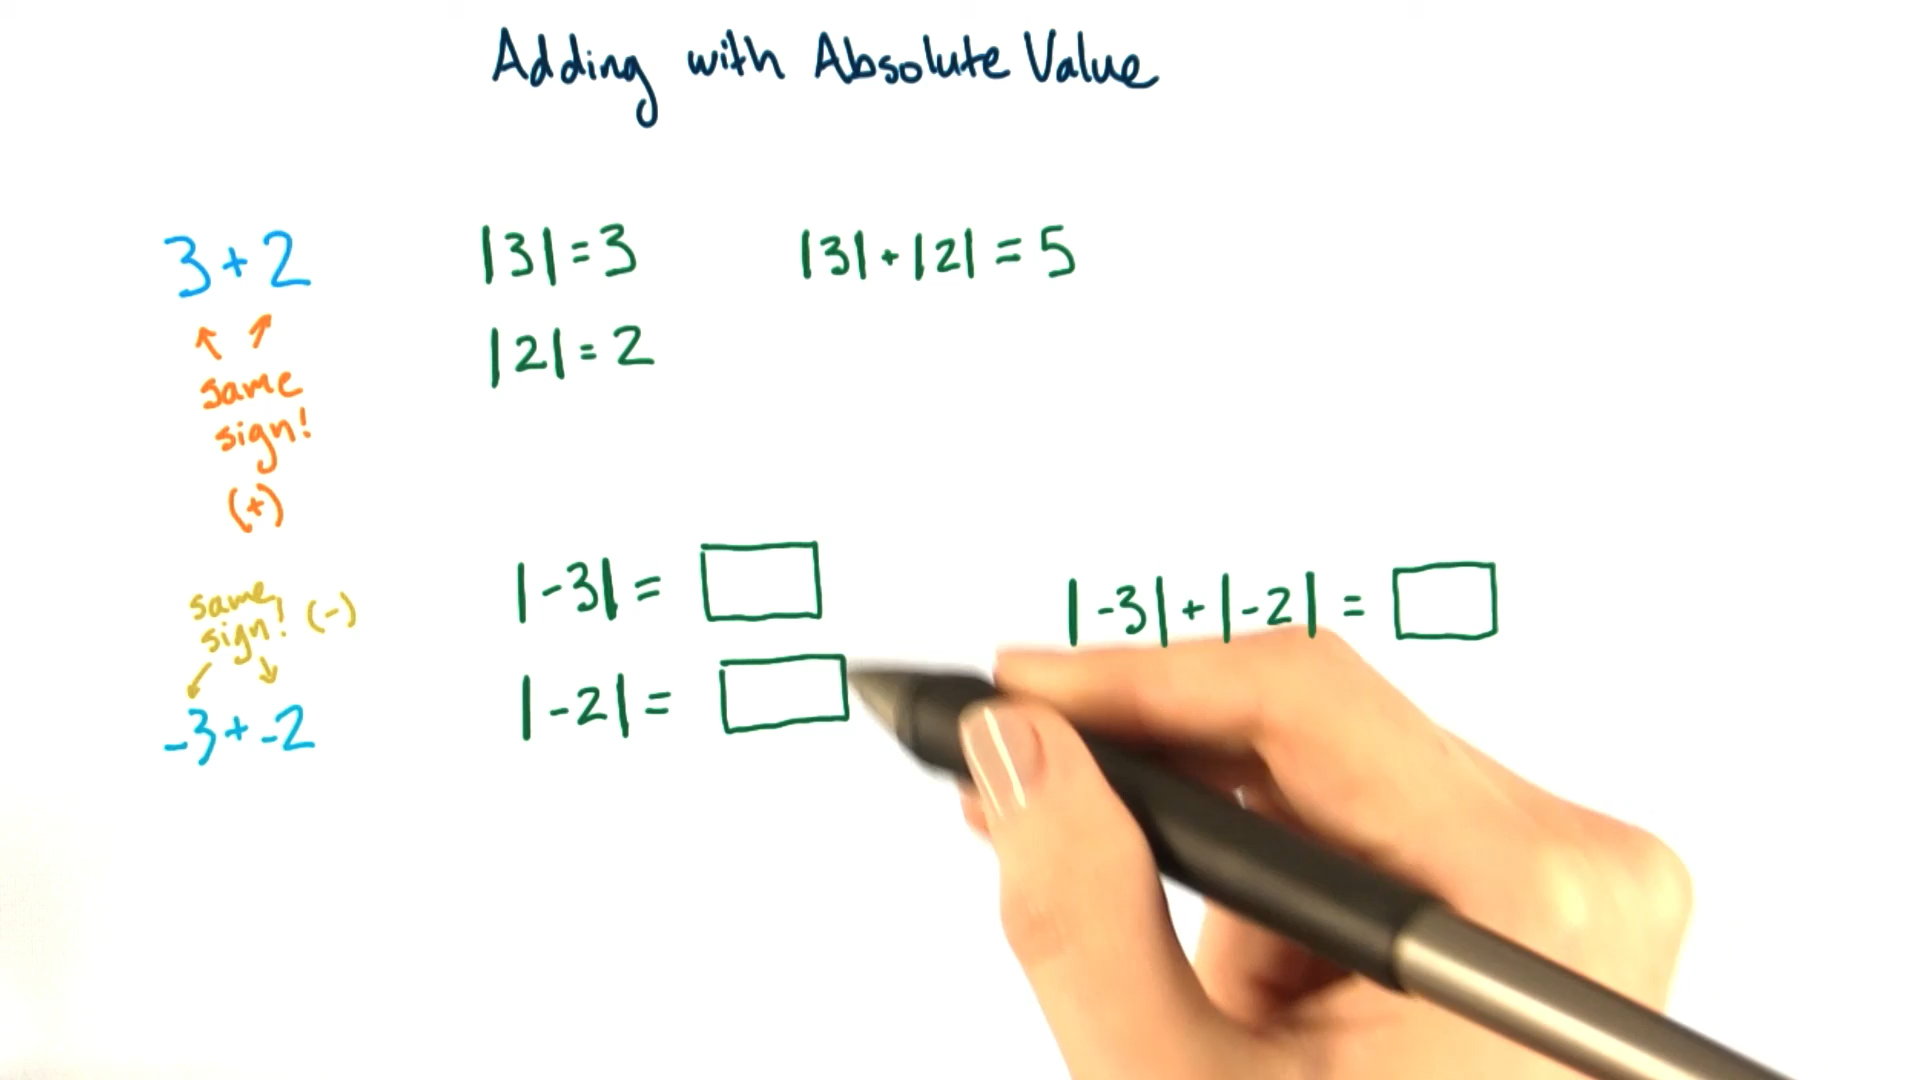 Adding with Absolute Value
3+2
|3|=3
|3|+|2|=5
|2|=2
same
sign!
(+)
|-3|=
|-3|+|-2|=
same
sign! (-)
|-2|=
-3+-2